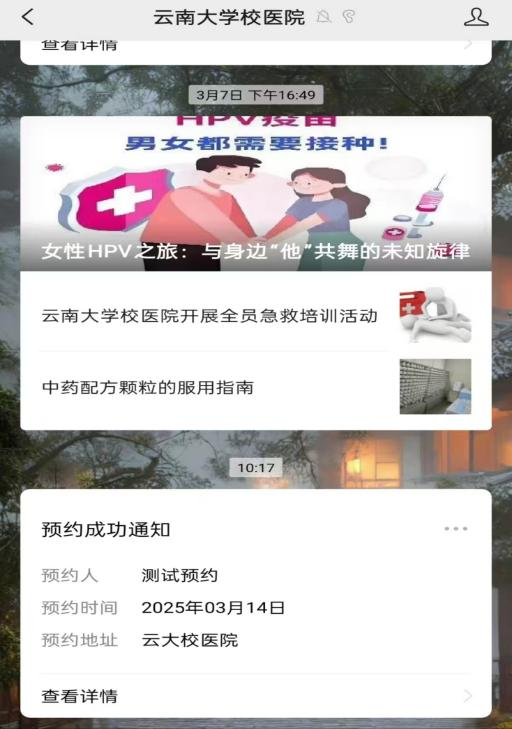 云南大学校医院
查看详情
3月7日 下午16:49
HPV疫苗
男女都需要接种!
女性HPV之旅：与身边“他”共舞的未知旋律
云南大学校医院开展全员急救培训活动
中药配方颗粒的服用指南
10:17
预约成功通知
预约人 测试预约
预约时间 2025年03月14日
预约地址 云大校医院
查看详情